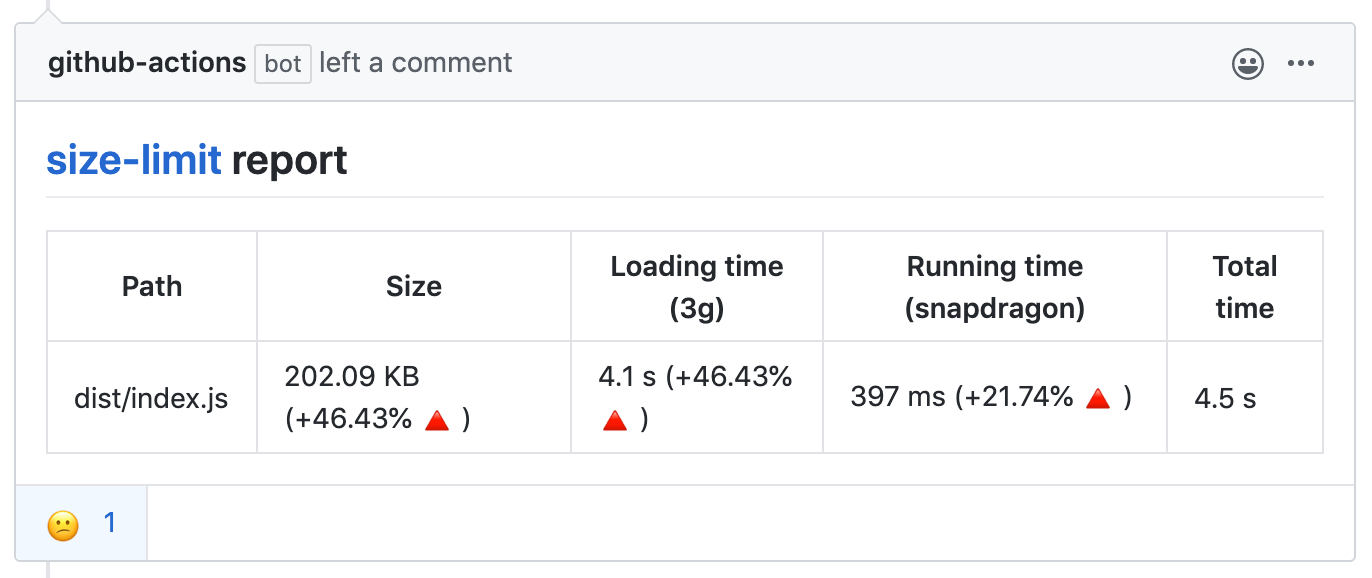 github-actions bot left a comment
size-limit report
Path
Size
Loading time
(3g)
Running time
(snapdragon)
Total
time
dist/index.js
202.09 KB
(+46.43% 🔺 )
4.1 s (+46.43%
🔺 )
397 ms (+21.74% 🔺 )
4.5 s
😕 1